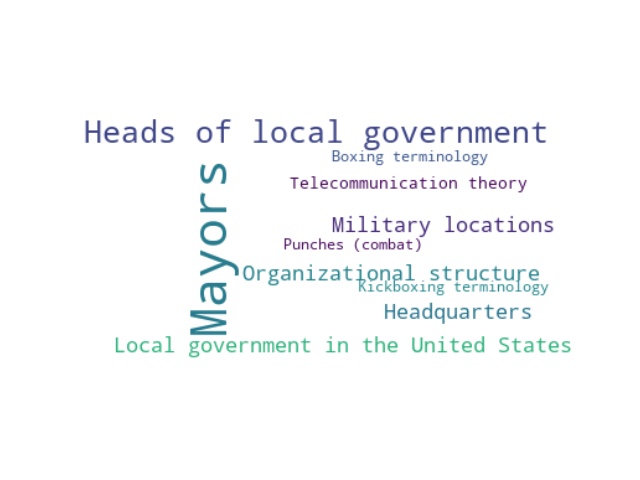 Heads of local government
Boxing terminology
Mayors
Telecommunication theory
Military locations
Punches (combat)
Organizational structure
Kickboxing terminology
Headquarters
Local government in the United States